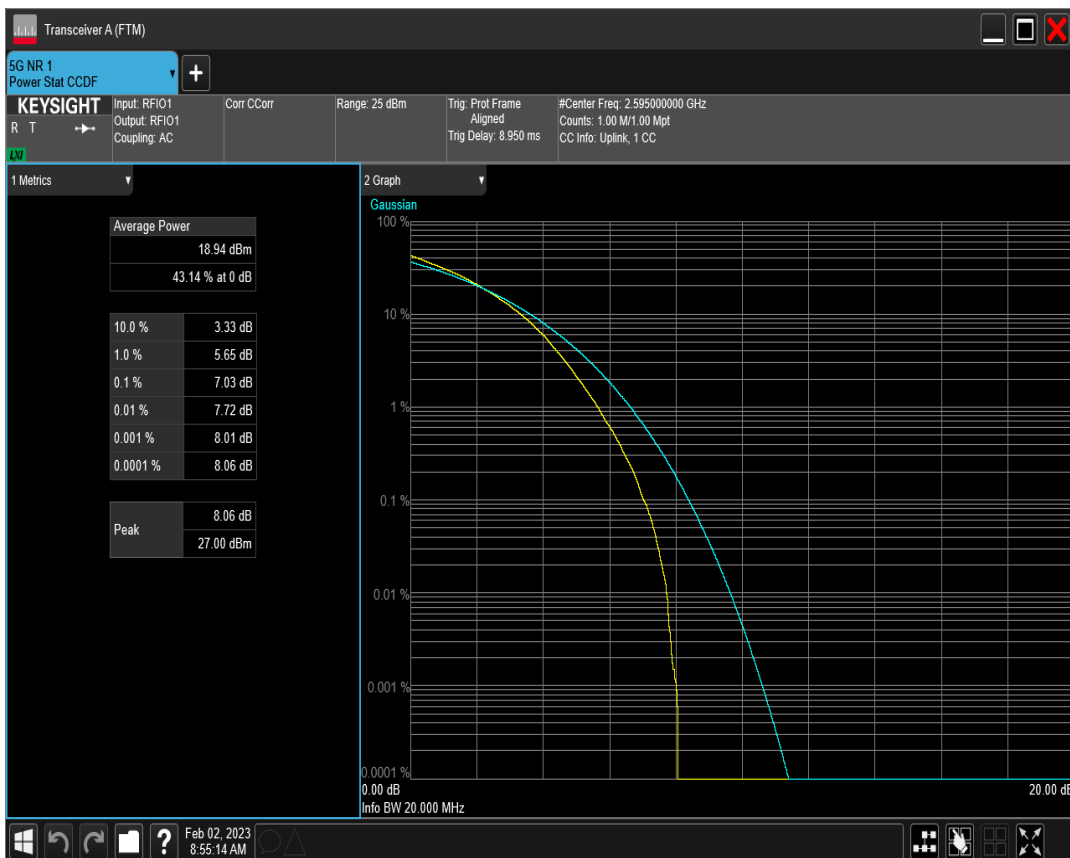 Transceiver A (FTM)
5G NR 1
Power Stat CCDF
+
KEYSIGHT
R T
LXI
Input: RFIO1
Output: RFIO1
Coupling: AC
Corr CCorr
Range: 25 dBm
Trig: Prot Frame
Aligned
Trig Delay: 8.950 ms
#Center Freq: 2.595000000 GHz
Counts: 1.00 M/1.00 Mpt
CC Info: Uplink, 1 CC
1 Metrics
Average Power
18.94 dBm
43.14 % at 0 dB
10.0 % 3.33 dB
1.0 % 5.65 dB
0.1 % 7.03 dB
0.01 % 7.72 dB
0.001 % 8.01 dB
0.0001 % 8.06 dB
Peak
8.06 dB
27.00 dBm
2 Graph
Gaussian
100 %
10 %
1 %
0.1 %
0.01 %
0.001 %
0.0001 %
0.00 dB
20.00 dB
Info BW 20.000 MHz
?
Feb 02, 2023
8:55:14 AM